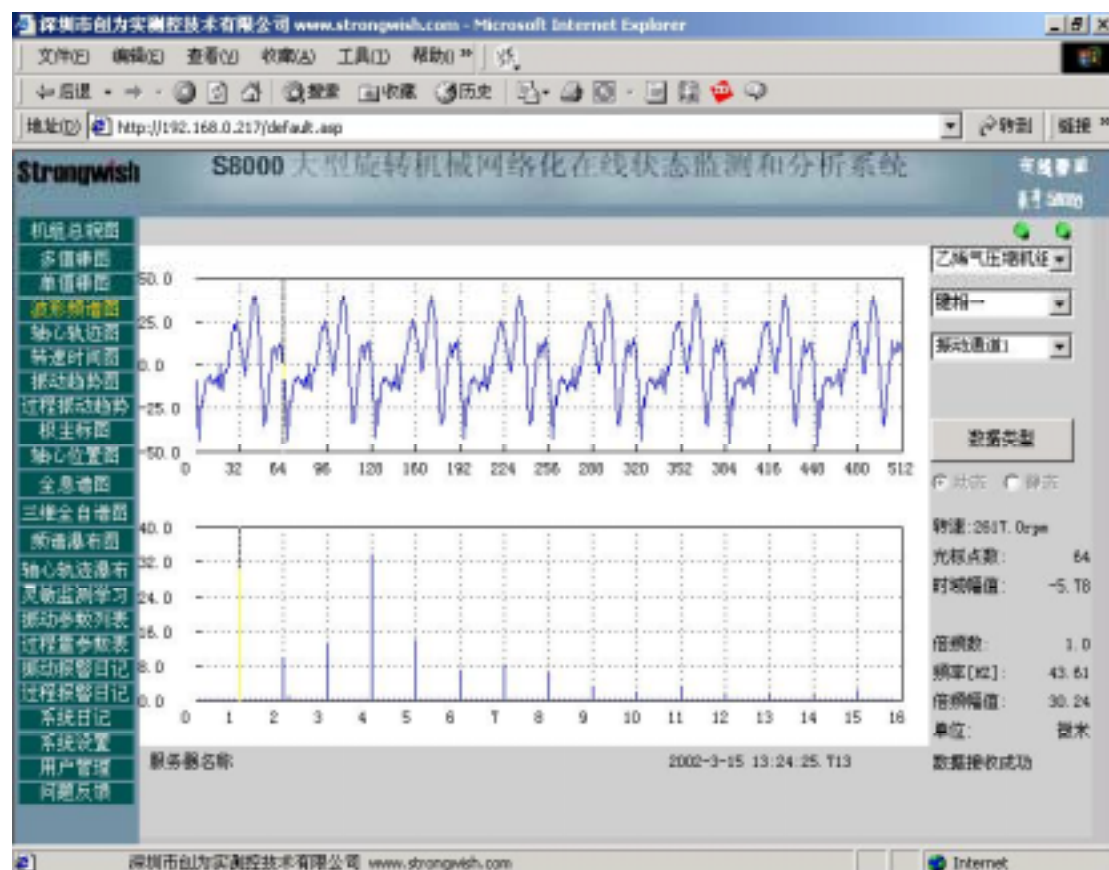 深圳市创为实测控技术有限公司 www.strongwish.com - Microsoft Internet Explorer
文件(F) 编辑(E) 查看(V) 收藏(A) 工具(T) 帮助() »
后退 搜索 收藏 历史
地址(D) http://192.168.0.217/default.asp 转到 链接 »
Strongwish S8000 大型旋转机械网络化在线状态监测和分析系统
S8000
机组总貌图
多值棒图
单值棒图
波形频谱图
轴心轨迹图
转速时间图
振动趋势图
过程振动趋势
极坐标图
轴心位置图
全息谱图
三维全息谱图
频谱瀑布图
轴心轨迹瀑布
灵敏监测学习
振动参数列表
过程量参数表
振动报警日记
过程报警日记
系统日记
系统设置
用户管理
问题反馈
50.0
25.0
0.0
-25.0
-50.0
0 32 64 96 128 160 192 224 256 288 320 352 384 416 448 480 512
40.0
32.0
24.0
16.0
8.0
0.0
0 1 2 3 4 5 6 7 8 9 10 11 12 13 14 15 16
服务器名称: 2002-3-15 13:24:25.713
乙烯气压缩机组
键相一
振动通道1
数据类型
动态 静态
转速:2617.0rpm
光标点数: 64
时域幅值: -5.78
倍频数: 1.0
频率[HZ]: 43.61
倍频幅值: 30.24
单位: 微米
数据接收成功
深圳市创为实测控技术有限公司 www.strongwish.com Internet